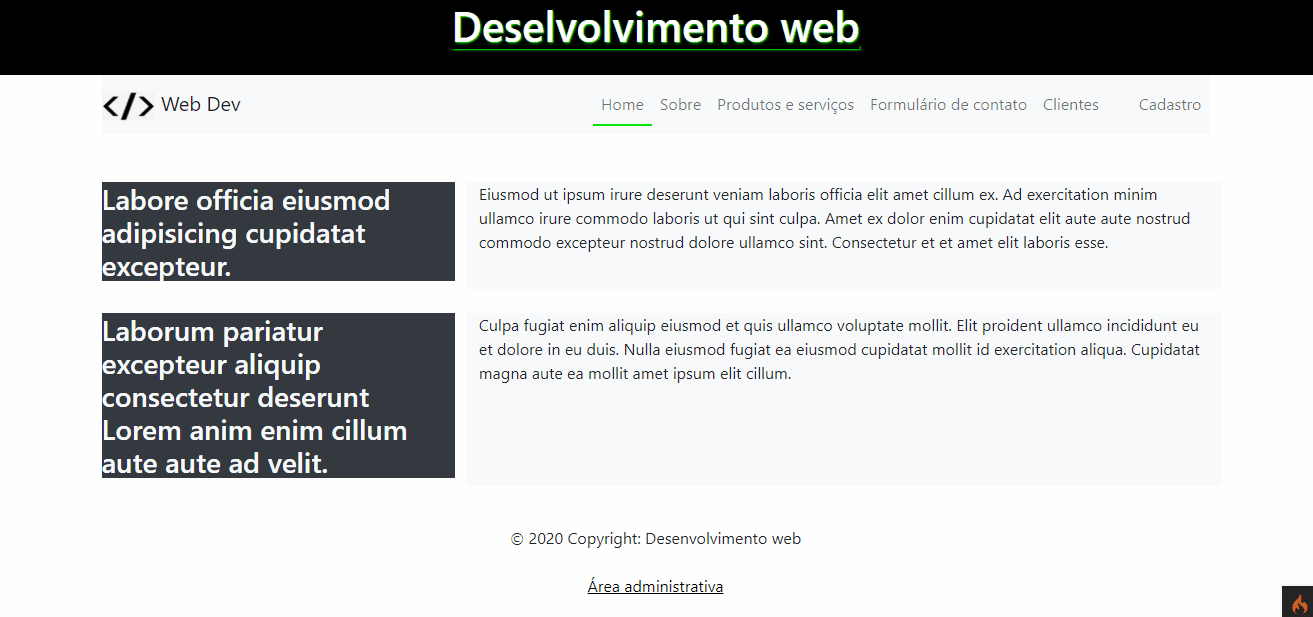 Deselvolvimento web
</> Web Dev
Home Sobre Produtos e serviços Formulário de contato Clientes Cadastro
Labore officia eiusmod
adipisicing cupidatat
excepteur.
Eiusmod ut ipsum irure deserunt veniam laboris officia elit amet cillum ex. Ad exercitation minim
ullamco irure commodo laboris ut qui sint culpa. Amet ex dolor enim cupidatat elit aute aute nostrud
commodo excepteur nostrud dolore ullamco sint. Consectetur et et amet elit laboris esse.
Laborum pariatur
excepteur aliquip
consectetur deserunt
Lorem anim enim cillum
aute aute ad velit.
Culpa fugiat enim aliquip eiusmod et quis ullamco voluptate mollit. Elit proident ullamco incididunt eu
et dolore in eu duis. Nulla eiusmod fugiat ea eiusmod cupidatat mollit id exercitation aliqua. Cupidatat
magna aute ea mollit amet ipsum elit cillum.
© 2020 Copyright: Desenvolvimento web
Área administrativa